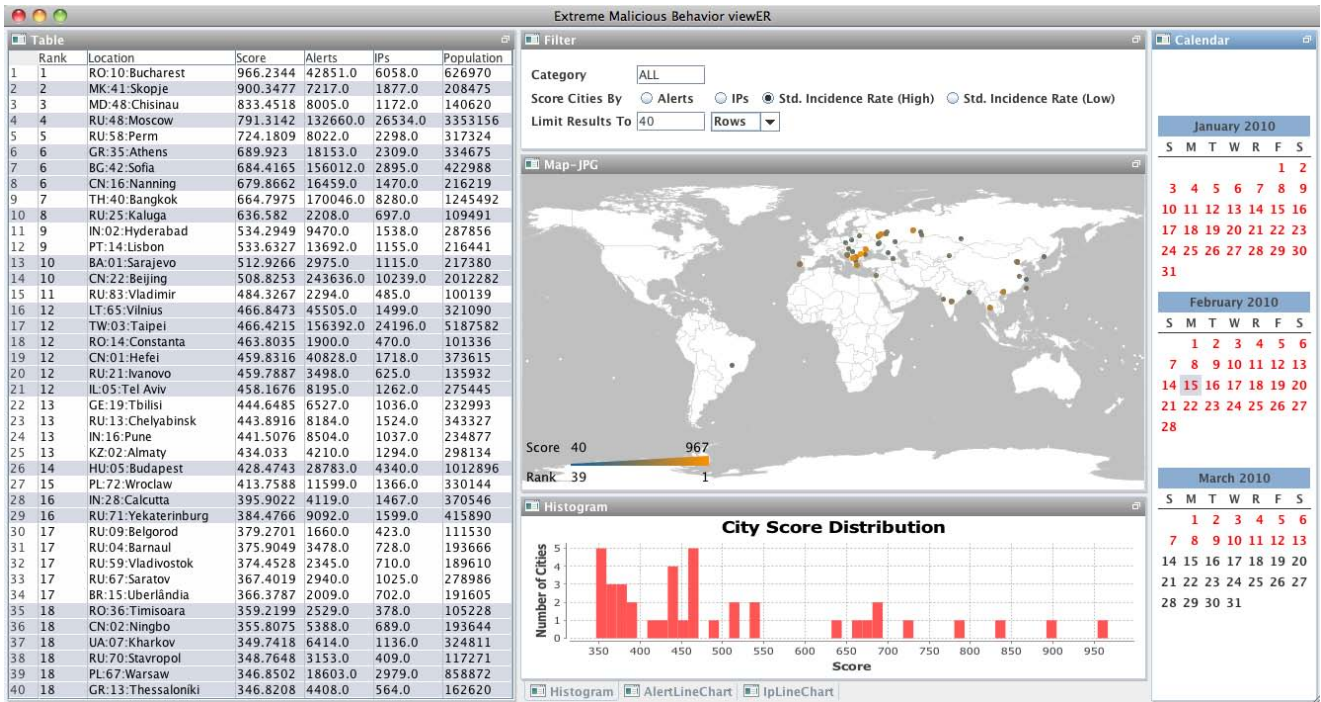 Extreme Malicious Behavior viewER
Table
Rank Location Score Alerts IPs Population
1 1 RO:10:Bucharest 966.2344 42851.0 6058.0 626970
2 2 MK:41:Skopje 900.3477 7217.0 1877.0 208475
3 3 MD:48:Chisinau 833.4518 8005.0 1172.0 140620
4 4 RU:48:Moscow 791.3142 132660.0 26534.0 3353156
5 5 RU:58:Perm 724.1809 8022.0 2298.0 317324
6 6 GR:35:Athens 689.923 18153.0 2309.0 334675
7 6 BG:42:Sofia 684.4165 156012.0 2895.0 422988
8 6 CN:16:Nanning 679.8662 16459.0 1470.0 216219
9 7 TH:40:Bangkok 664.7975 170046.0 8280.0 1245492
10 8 RU:25:Kaluga 636.582 2208.0 697.0 109491
11 9 IN:02:Hyderabad 534.2949 9470.0 1538.0 287856
12 9 PT:14:Lisbon 533.6327 13692.0 1155.0 216441
13 10 BA:01:Sarajevo 512.9266 2975.0 1115.0 217380
14 10 CN:22:Beijing 508.8253 243636.0 10239.0 2012282
15 11 RU:83:Vladimir 484.3267 2294.0 485.0 100139
16 12 LT:65:Vilnius 466.8473 45505.0 1499.0 321090
17 12 TW:03:Taipei 466.4215 156392.0 24196.0 5187582
18 12 RO:14:Constanta 463.8035 1900.0 470.0 101336
19 12 CN:01:Hefei 459.8316 40828.0 1718.0 373615
20 12 RU:21:Ivanovo 459.7887 3498.0 625.0 135932
21 12 IL:05:Tel Aviv 458.1676 8195.0 1262.0 275445
22 13 GE:19:Tbilisi 444.6485 6527.0 1036.0 232993
23 13 RU:13:Chelyabinsk 443.8916 8184.0 1524.0 343327
24 13 IN:16:Pune 441.5076 8504.0 1037.0 234877
25 13 KZ:02:Almaty 434.033 4210.0 1294.0 298134
26 14 HU:05:Budapest 428.4743 28783.0 4340.0 1012896
27 15 PL:72:Wroclaw 413.7588 11599.0 1366.0 330144
28 16 IN:28:Calcutta 395.9022 4119.0 1467.0 370546
29 16 RU:71:Yekaterinburg 384.4766 9092.0 1599.0 415890
30 17 RU:09:Belgorod 379.2701 1660.0 423.0 111530
31 17 RU:04:Barnaul 375.9049 3478.0 728.0 193666
32 17 RU:59:Vladivostok 374.4528 2345.0 710.0 189610
33 17 RU:67:Saratov 367.4019 2940.0 1025.0 278986
34 17 BR:15:Uberlândia 366.3787 2009.0 702.0 191605
35 18 RO:36:Timisoara 359.2199 2529.0 378.0 105228
36 18 CN:02:Ningbo 355.8075 5388.0 689.0 193644
37 18 UA:07:Kharkov 349.7418 6414.0 1136.0 324811
38 18 RU:70:Stavropol 348.7648 3153.0 409.0 117271
39 18 PL:67:Warsaw 346.8502 18603.0 2979.0 858872
40 18 GR:13:Thessaloníki 346.8208 4408.0 564.0 162620
Filter
Category ALL
Score Cities By Alerts IPs Std. Incidence Rate (High) Std. Incidence Rate (Low)
Limit Results To 40 Rows
Map-JPG
Score 40 967
Rank 39 1
Histogram
City Score Distribution
Number of Cities
5
4
3
2
1
0
350 400 450 500 550 600 650 700 750 800 850 900 950
Score
Histogram AlertLineChart IpLineChart
Calendar
January 2010
S M T W R F S
1 2
3 4 5 6 7 8 9
10 11 12 13 14 15 16
17 18 19 20 21 22 23
24 25 26 27 28 29 30
31
February 2010
S M T W R F S
1 2 3 4 5 6
7 8 9 10 11 12 13
14 15 16 17 18 19 20
21 22 23 24 25 26 27
28
March 2010
S M T W R F S
1 2 3 4 5 6
7 8 9 10 11 12 13
14 15 16 17 18 19 20
21 22 23 24 25 26 27
28 29 30 31